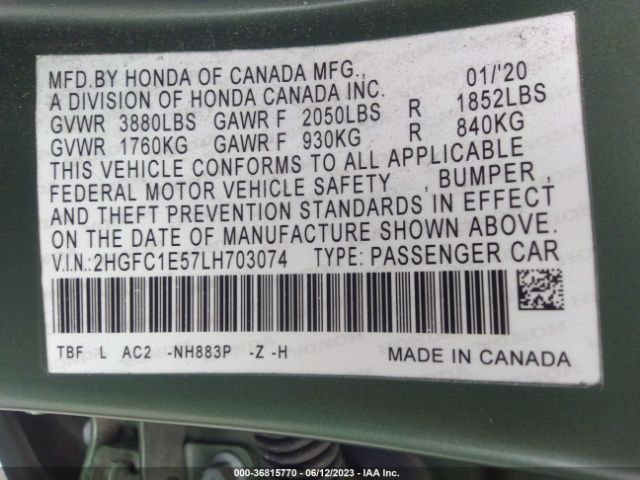 MFD.BY HONDA OF CANADA MFG., 01/'20
A DIVISION OF HONDA CANADA INC.
GVWR 3880LBS GAWR F 2050LBS R 1852LBS
GVWR 1760KG GAWR F 930KG R 840KG
THIS VEHICLE CONFORMS TO ALL APPLICABLE
FEDERAL MOTOR VEHICLE SAFETY , BUMPER ,
AND THEFT PREVENTION STANDARDS IN EFFECT
ON THE DATE OF MANUFACTURE SHOWN ABOVE.
V.I.N.:2HGFC1E57LH703074 TYPE: PASSENGER CAR
TBF L AC2 -NH883P -Z -H MADE IN CANADA
000-36815770 - 06/12/2023 - IAA Inc.